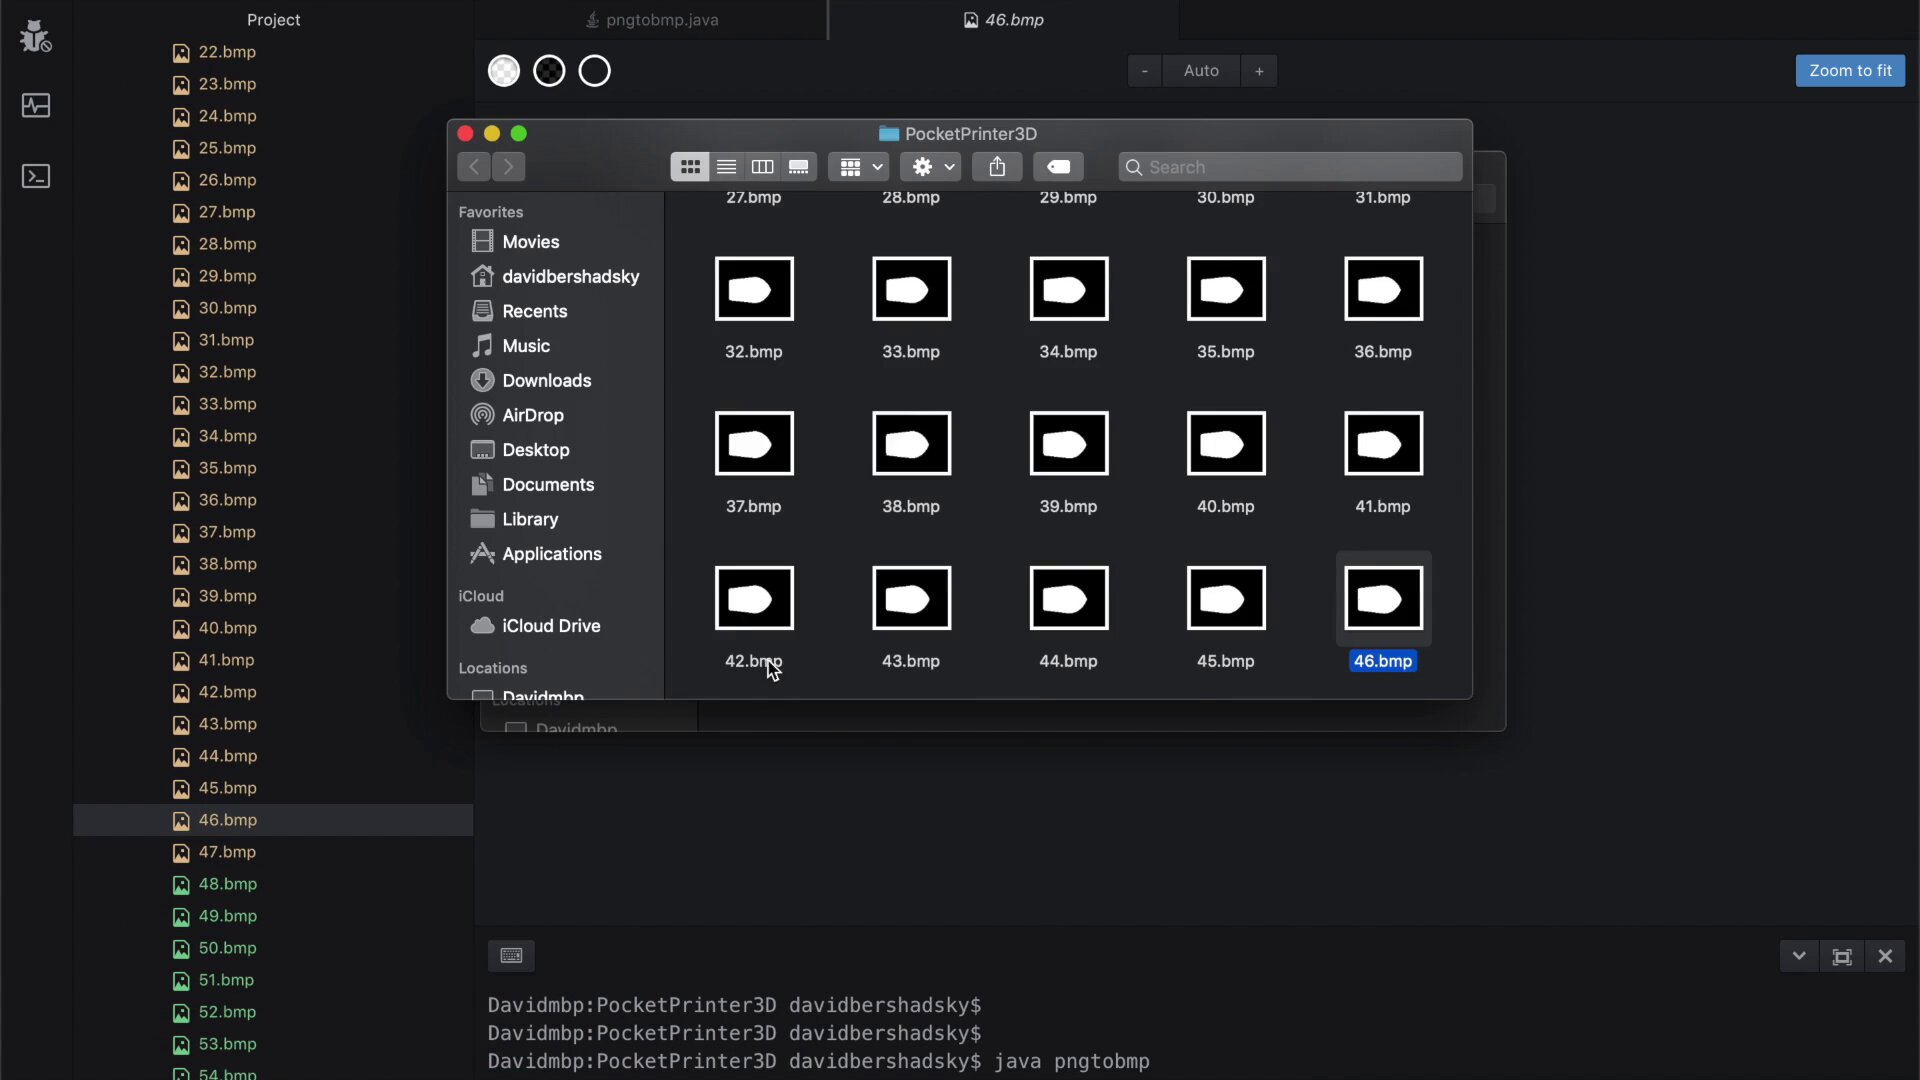 Project
pngtobmp.java
46.bmp
22.bmp
23.bmp
24.bmp
25.bmp
26.bmp
27.bmp
28.bmp
29.bmp
30.bmp
31.bmp
32.bmp
33.bmp
34.bmp
35.bmp
36.bmp
37.bmp
38.bmp
39.bmp
40.bmp
41.bmp
42.bmp
43.bmp
44.bmp
45.bmp
46.bmp
47.bmp
48.bmp
49.bmp
50.bmp
51.bmp
52.bmp
53.bmp
54.bmp
- Auto +
Zoom to fit
PocketPrinter3D
Search
Favorites
Movies
davidbershadsky
Recents
Music
Downloads
AirDrop
Desktop
Documents
Library
Applications
iCloud
iCloud Drive
Locations
Davidmbp
27.bmp 28.bmp 29.bmp 30.bmp 31.bmp
32.bmp 33.bmp 34.bmp 35.bmp 36.bmp
37.bmp 38.bmp 39.bmp 40.bmp 41.bmp
42.bmp 43.bmp 44.bmp 45.bmp 46.bmp
Locations
Davidmbp
Davidmbp:PocketPrinter3D davidbershadsky$
Davidmbp:PocketPrinter3D davidbershadsky$
Davidmbp:PocketPrinter3D davidbershadsky$ java pngtobmp